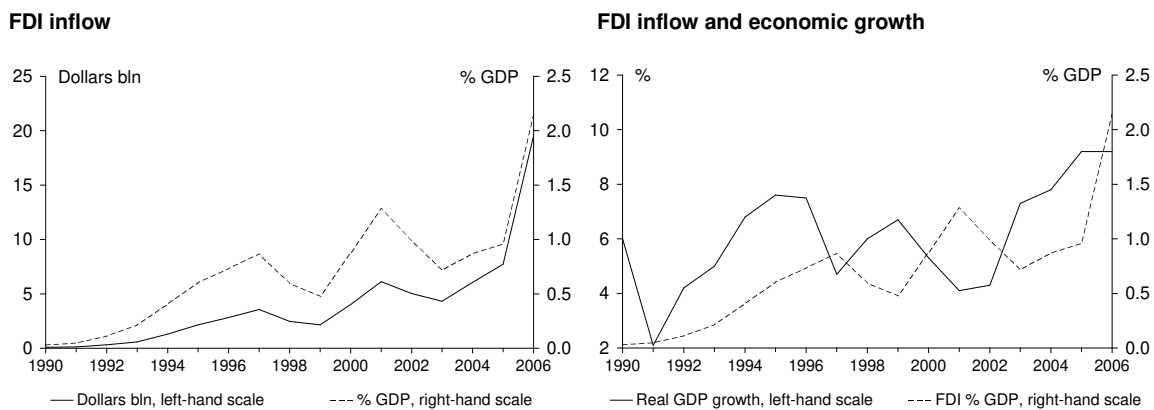 FDI inflow
Dollars bln % GDP
25 2.5
20 2.0
15 1.5
10 1.0
5 0.5
0 0.0
1990 1992 1994 1996 1998 2000 2002 2004 2006
Dollars bln, left-hand scale % GDP, right-hand scale
FDI inflow and economic growth
% % GDP
12 2.5
10 2.0
8 1.5
6 1.0
4 0.5
2 0.0
1990 1992 1994 1996 1998 2000 2002 2004 2006
Real GDP growth, left-hand scale FDI % GDP, right-hand scale